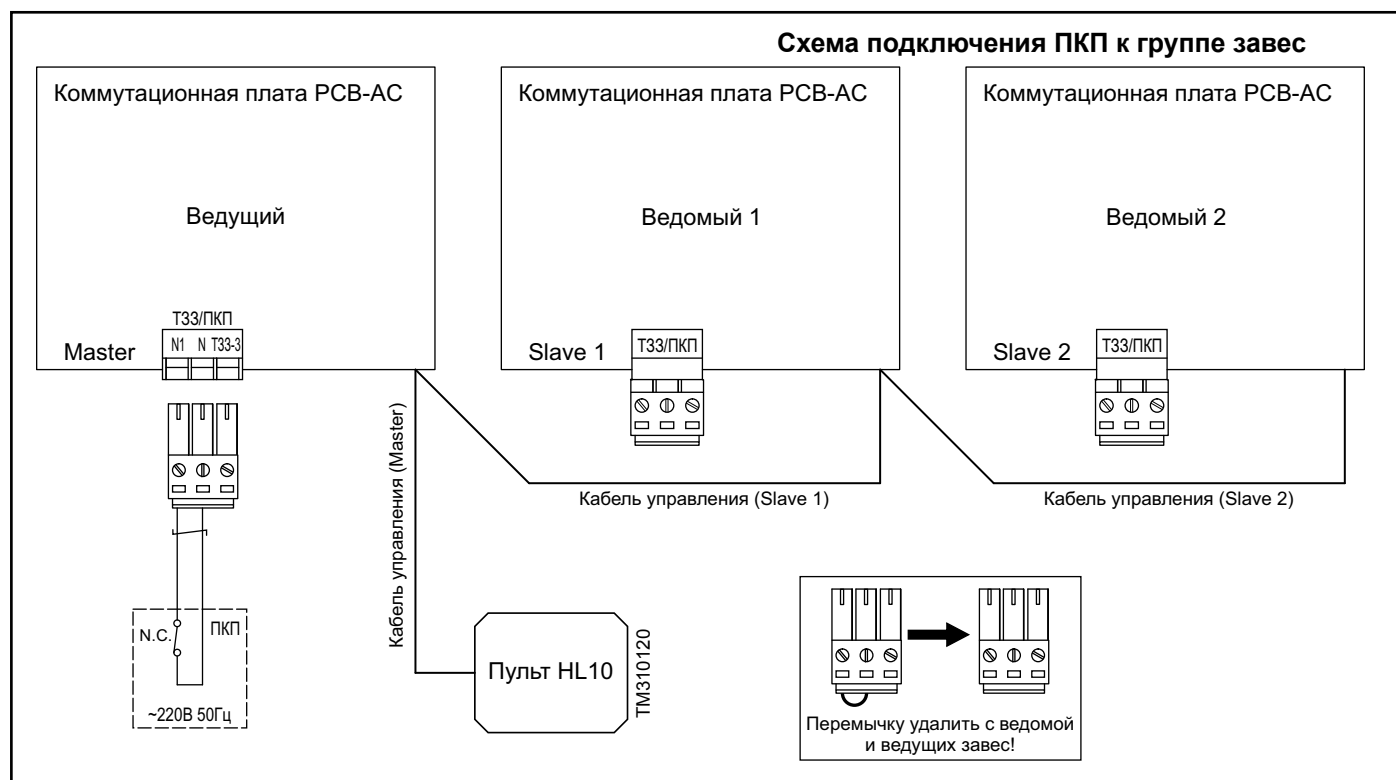 Схема подключения ПКП к группе завес
Коммутационная плата PCB-AC
Коммутационная плата PCB-AC
Коммутационная плата PCB-AC
Ведущий
Ведомый 1
Ведомый 2
ТЗЗ/ПКП
Master
N1 N ТЗЗ-3
Slave 1
ТЗЗ/ПКП
Slave 2
ТЗЗ/ПКП
Кабель управления (Master)
Кабель управления (Slave 1)
Кабель управления (Slave 2)
N.C.
ПКП
~220В 50Гц
Пульт HL10
TM310120
Перемычку удалить с ведомой
и ведущих завес!